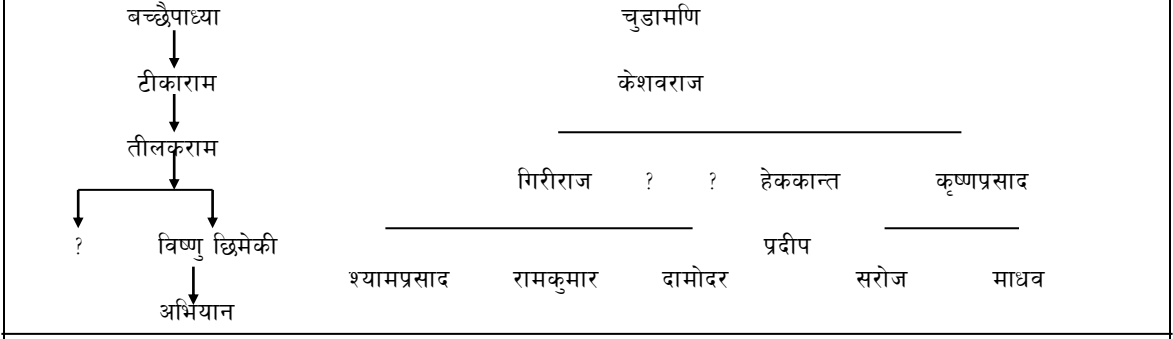 बच्छैपाध्या चुडामणि
टीकाराम केशवराज
तीलकराम
गिरीराज ? ? हेककान्त कृष्णप्रसाद
? विष्णु छिमेकी प्रदीप
श्यामप्रसाद रामकुमार दामोदर सरोज माधव
अभियान